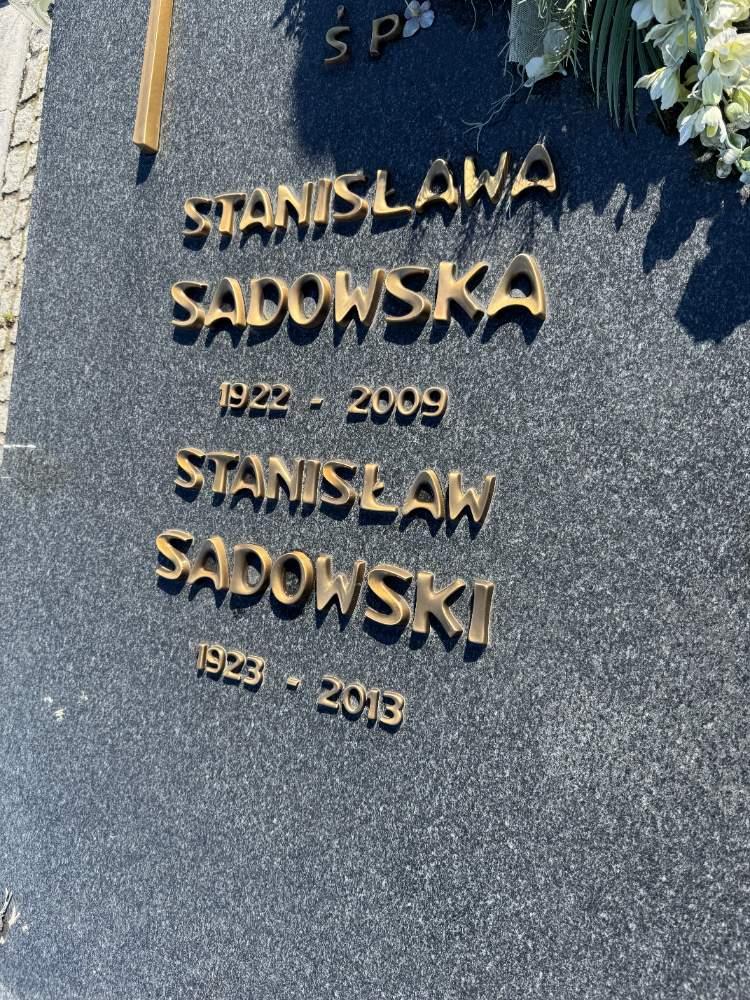 Ś P
STANISŁAWA
SADOWSKA
1922 - 2009
STANISŁAW
SADOWSKI
1923 - 2013